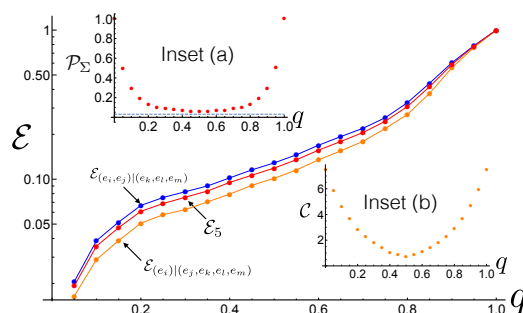 ℰ
0.50
0.10
0.05
0.2 0.4 0.6 0.8 1.0
q
Inset (a)
𝒫_Σ
1.0
0.8
0.6
0.4
0.2
0.2 0.4 0.6 0.8 1.0
q
ℰ_{(e_i,e_j)|(e_k,e_l,e_m)}
ℰ_5
ℰ_{(e_i)|(e_j,e_k,e_l,e_m)}
Inset (b)
𝒞
6
4
2
0.2 0.4 0.6 0.8 1.0
q